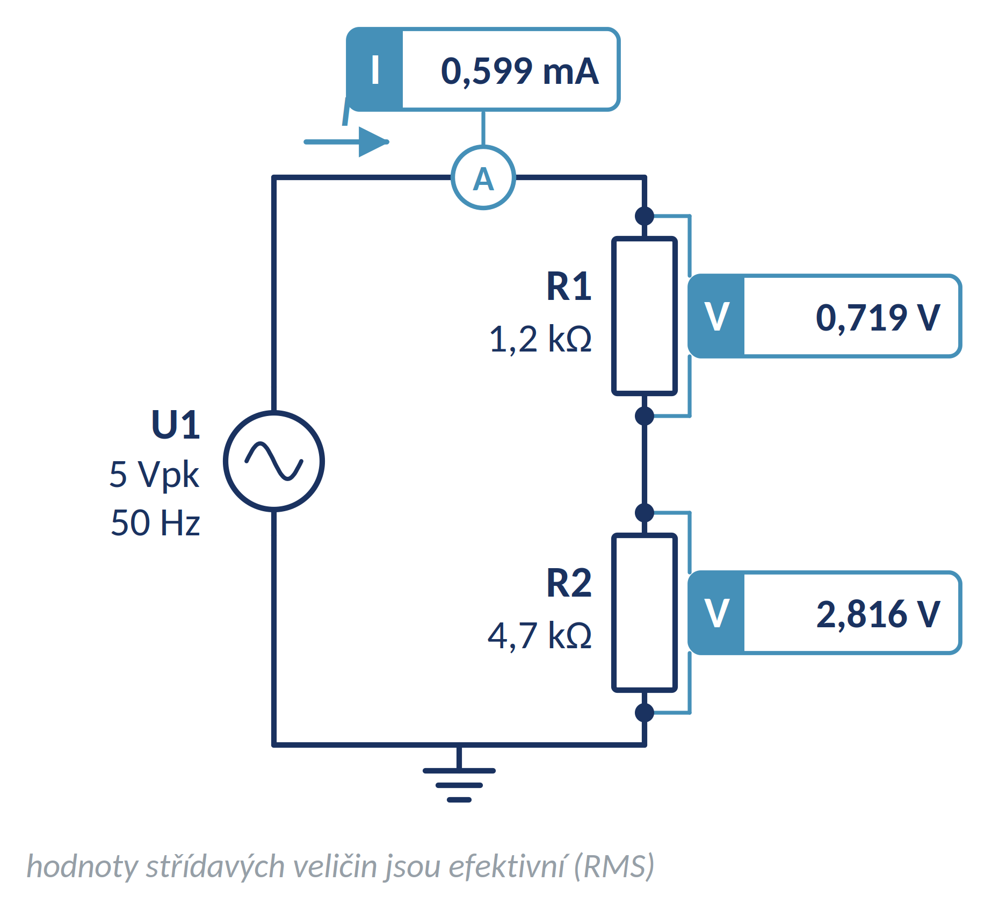 I
0,599 mA
I
A
R1
1,2 kΩ
V
0,719 V
U1
5 Vpk
50 Hz
R2
4,7 kΩ
V
2,816 V
hodnoty střídavých veličin jsou efektivní (RMS)